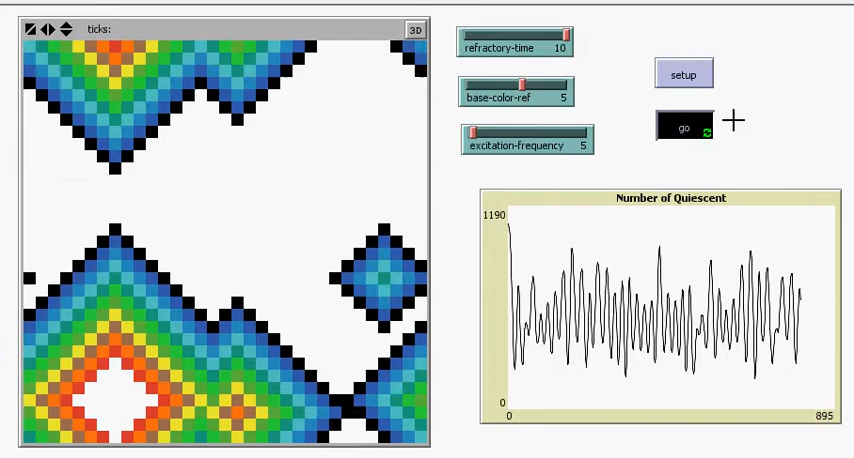 ticks:
3D
refractory-time 10
base-color-ref 5
excitation-frequency 5
setup
go
Number of Quiescent
1190
0
0 895